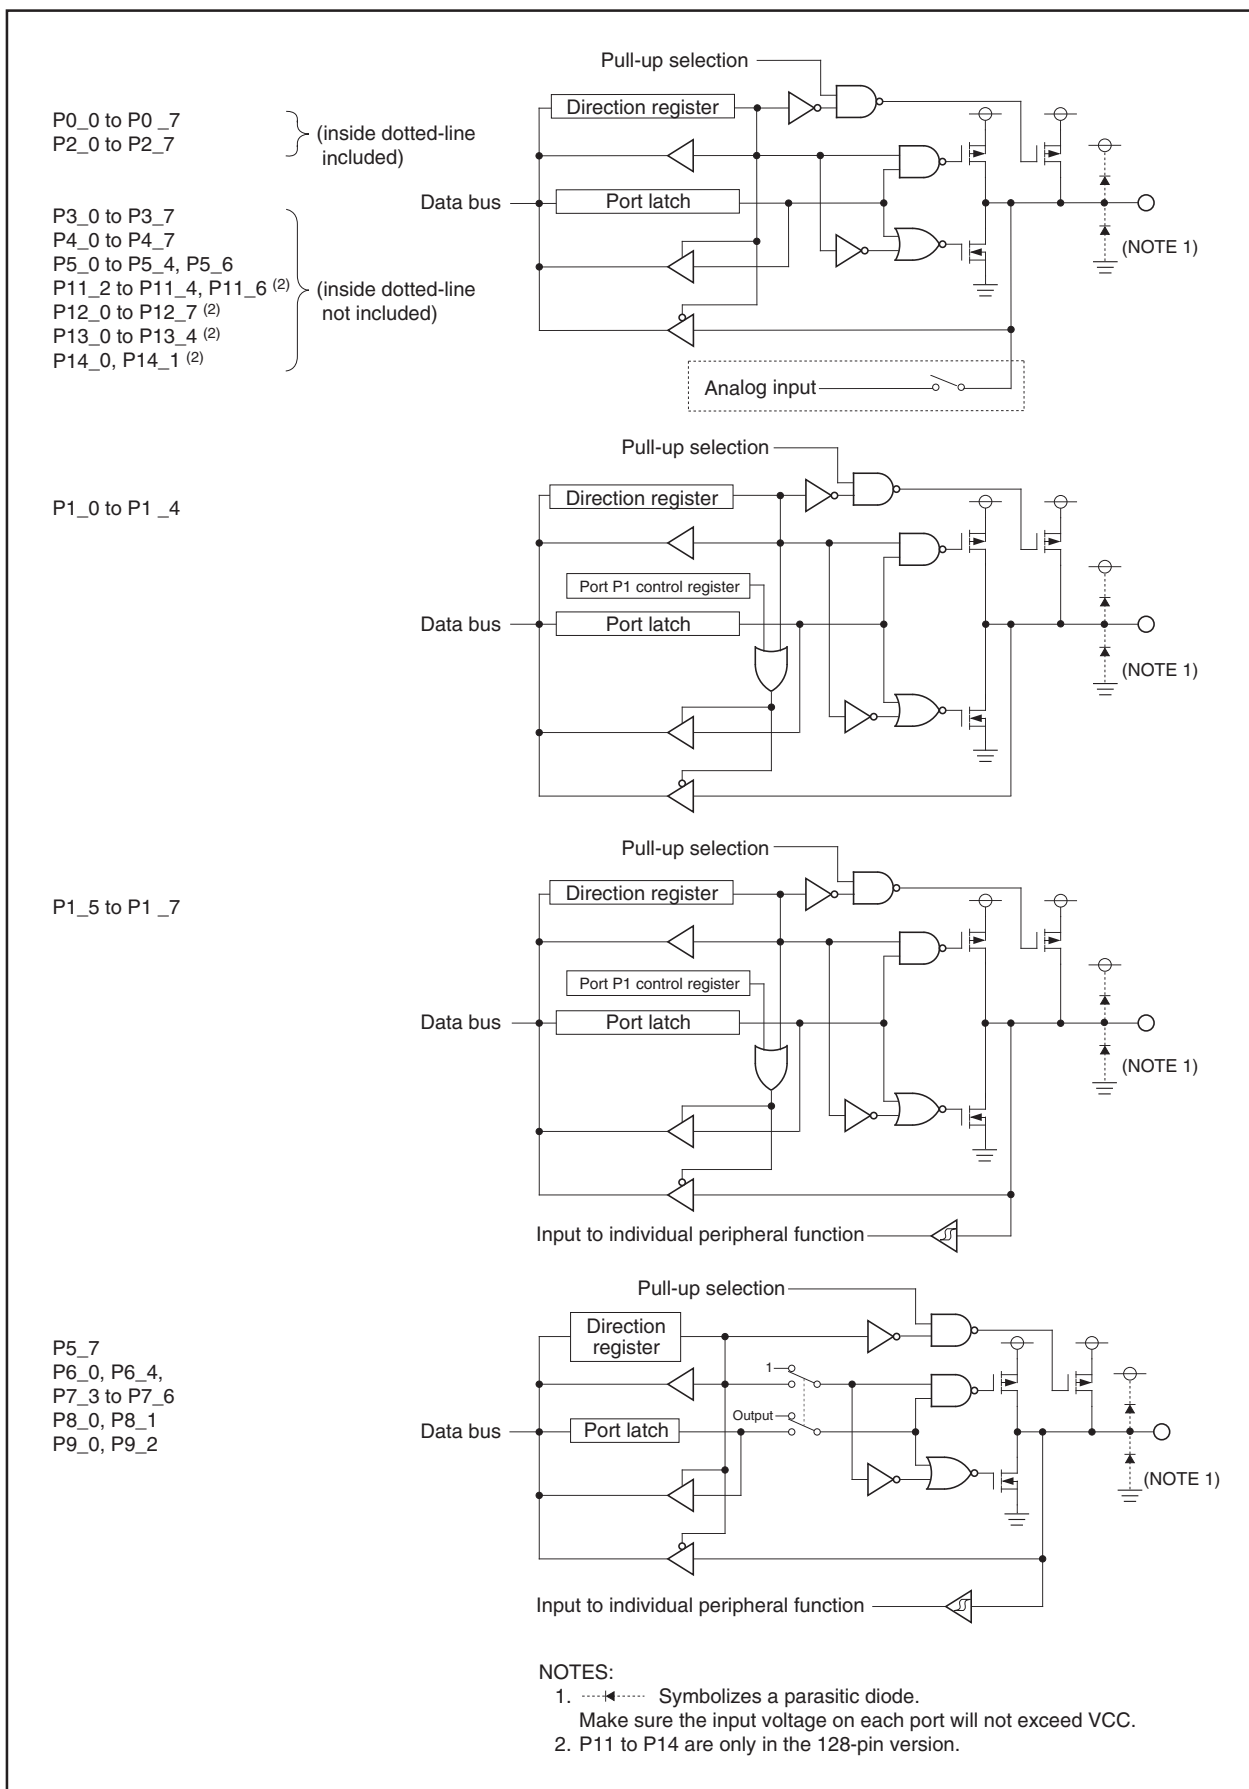 Pull-up selection
P0_0 to P0 _7
P2_0 to P2_7
(inside dotted-line
included)
Direction register
Data bus
Port latch
(NOTE 1)
P3_0 to P3_7
P4_0 to P4_7
P5_0 to P5_4, P5_6
P11_2 to P11_4, P11_6 (2)
P12_0 to P12_7 (2)
P13_0 to P13_4 (2)
P14_0, P14_1 (2)
(inside dotted-line
not included)
Analog input
Pull-up selection
P1_0 to P1 _4
Direction register
Port P1 control register
Data bus
Port latch
(NOTE 1)
Pull-up selection
P1_5 to P1 _7
Direction register
Port P1 control register
Data bus
Port latch
(NOTE 1)
Input to individual peripheral function
Pull-up selection
P5_7
P6_0, P6_4,
P7_3 to P7_6
P8_0, P8_1
P9_0, P9_2
Direction
register
1
Output
Data bus
Port latch
(NOTE 1)
Input to individual peripheral function
NOTES:
1. Symbolizes a parasitic diode.
Make sure the input voltage on each port will not exceed VCC.
2. P11 to P14 are only in the 128-pin version.